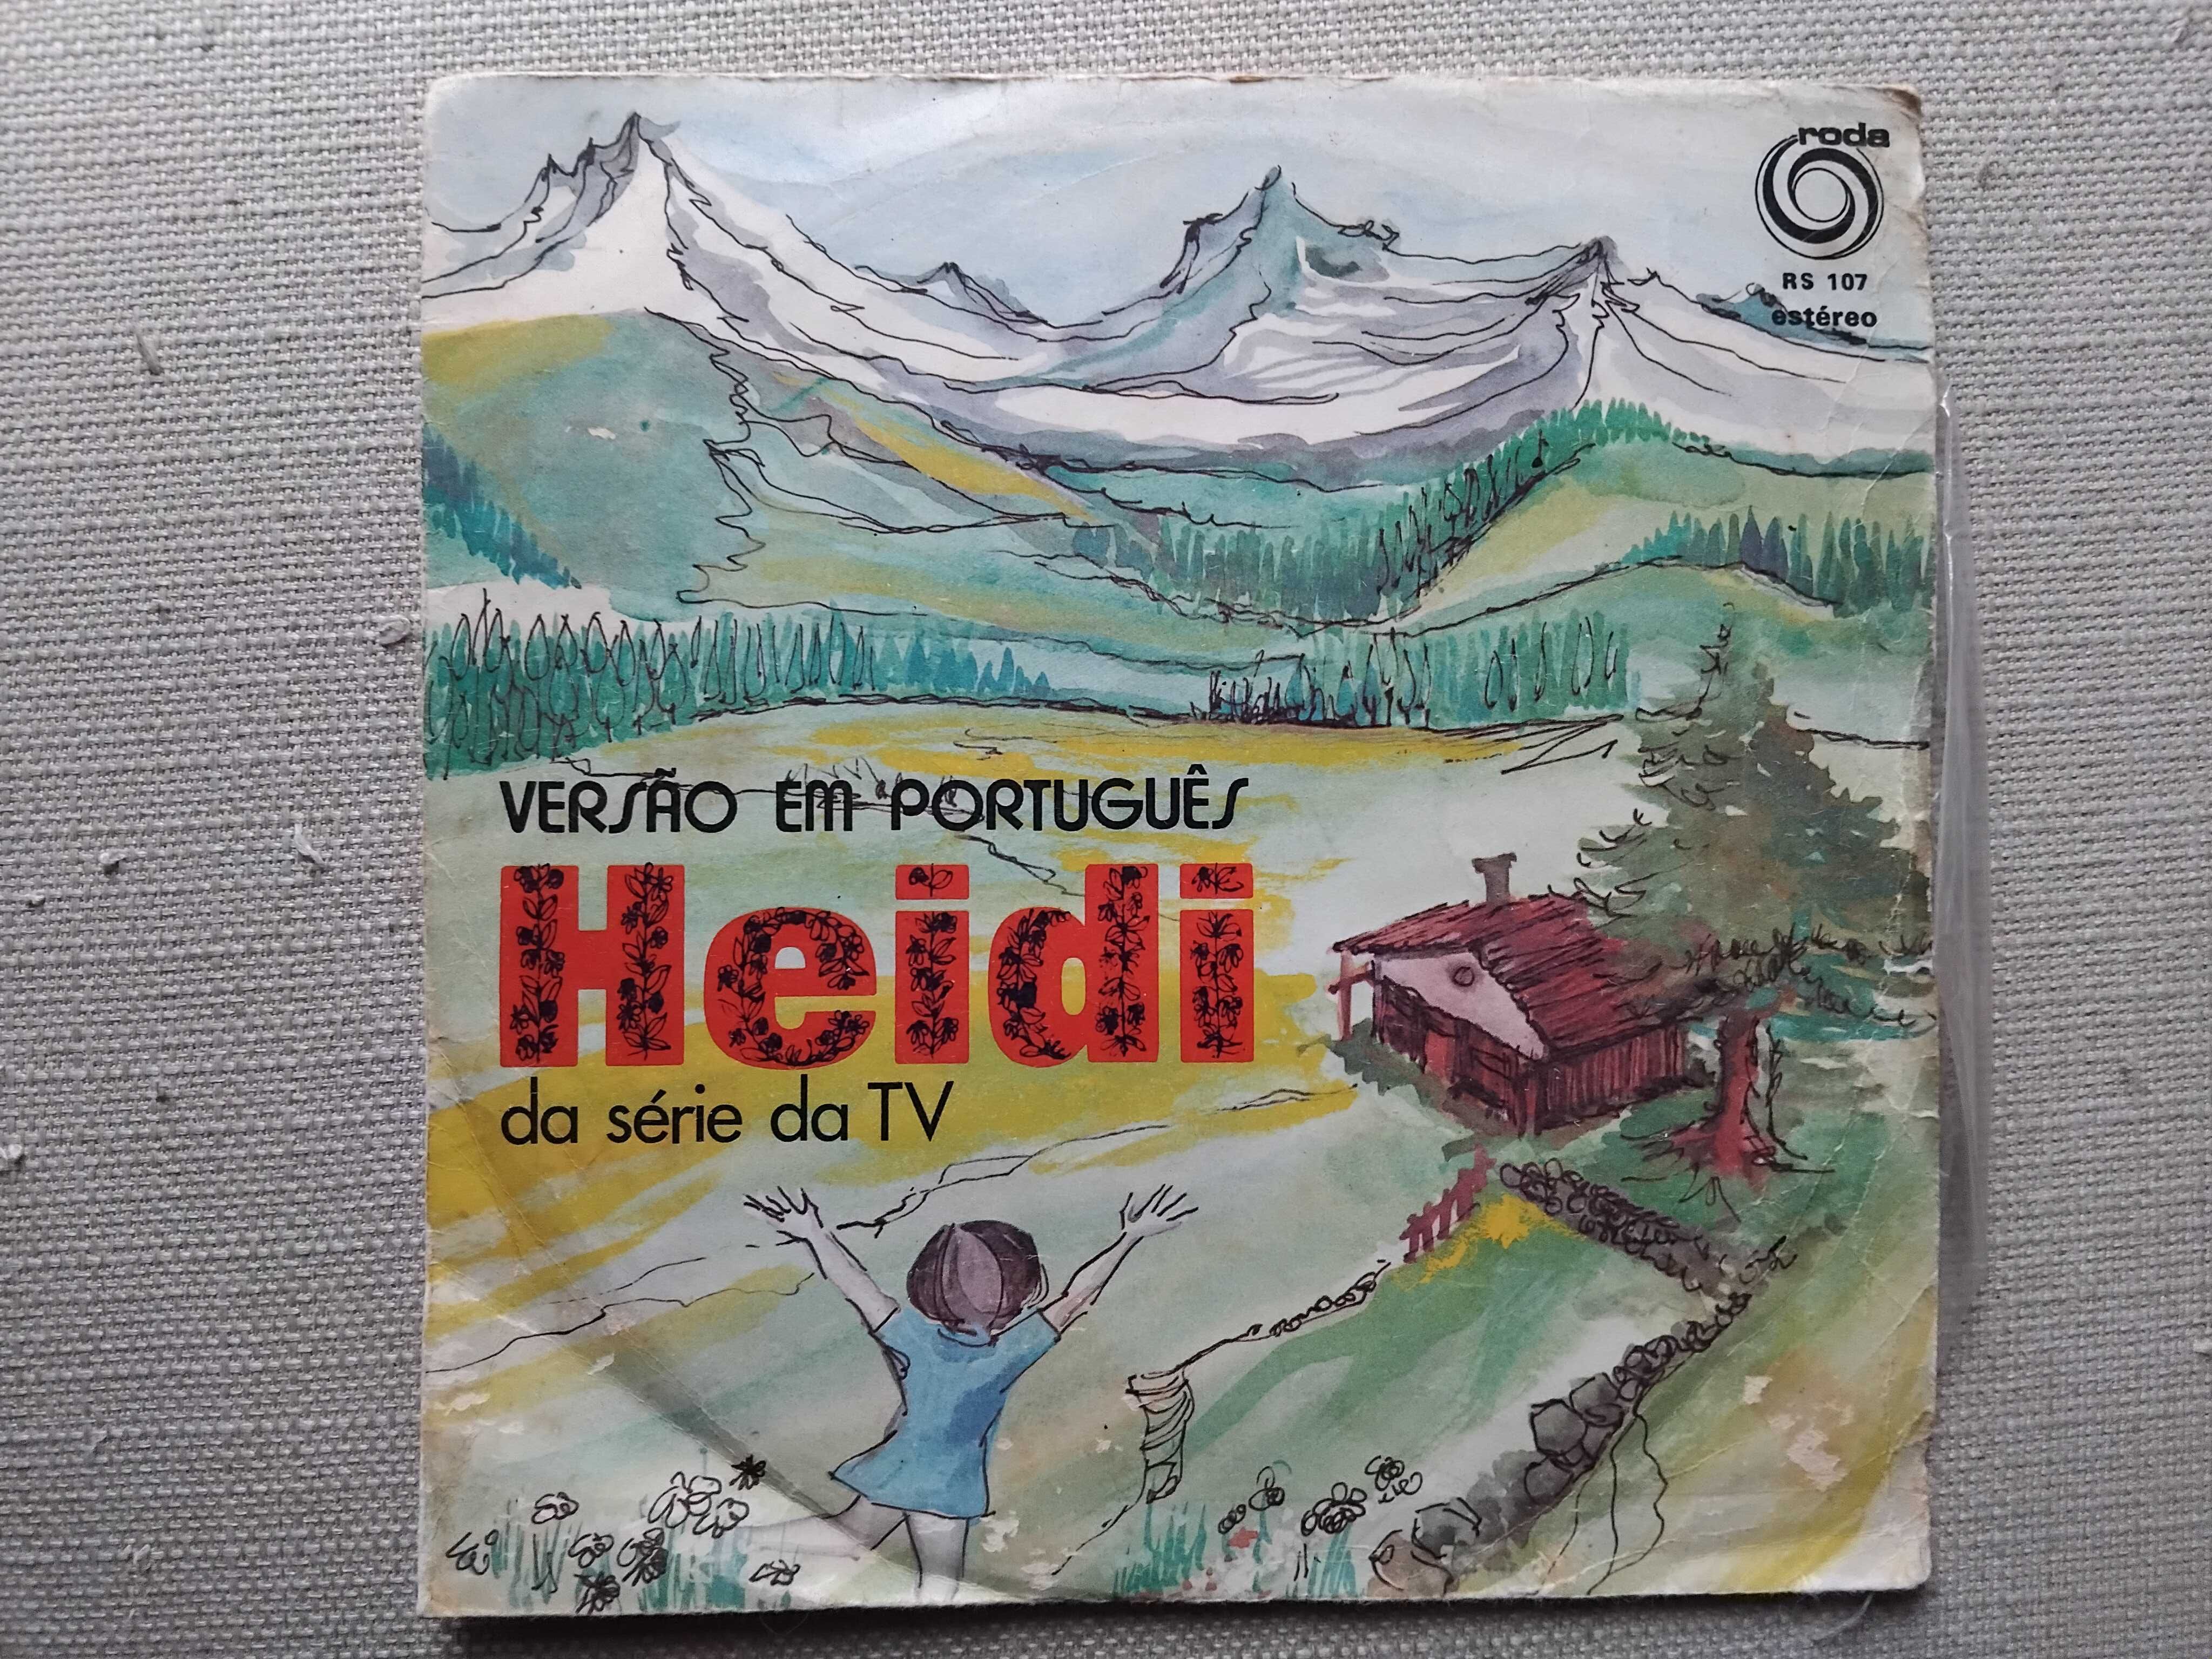 roda
RS 107
estéreo
VERSÃO EM PORTUGUÊS
Heidi
da série da TV